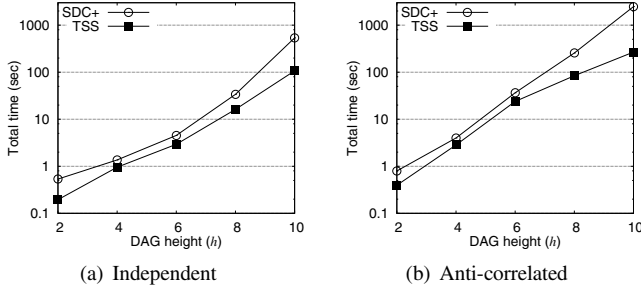 SDC+
TSS
1000
100
10
1
0.1
Total time (sec)
2 4 6 8 10
DAG height (h)
(a) Independent
SDC+
TSS
1000
100
10
1
0.1
Total time (sec)
2 4 6 8 10
DAG height (h)
(b) Anti-correlated